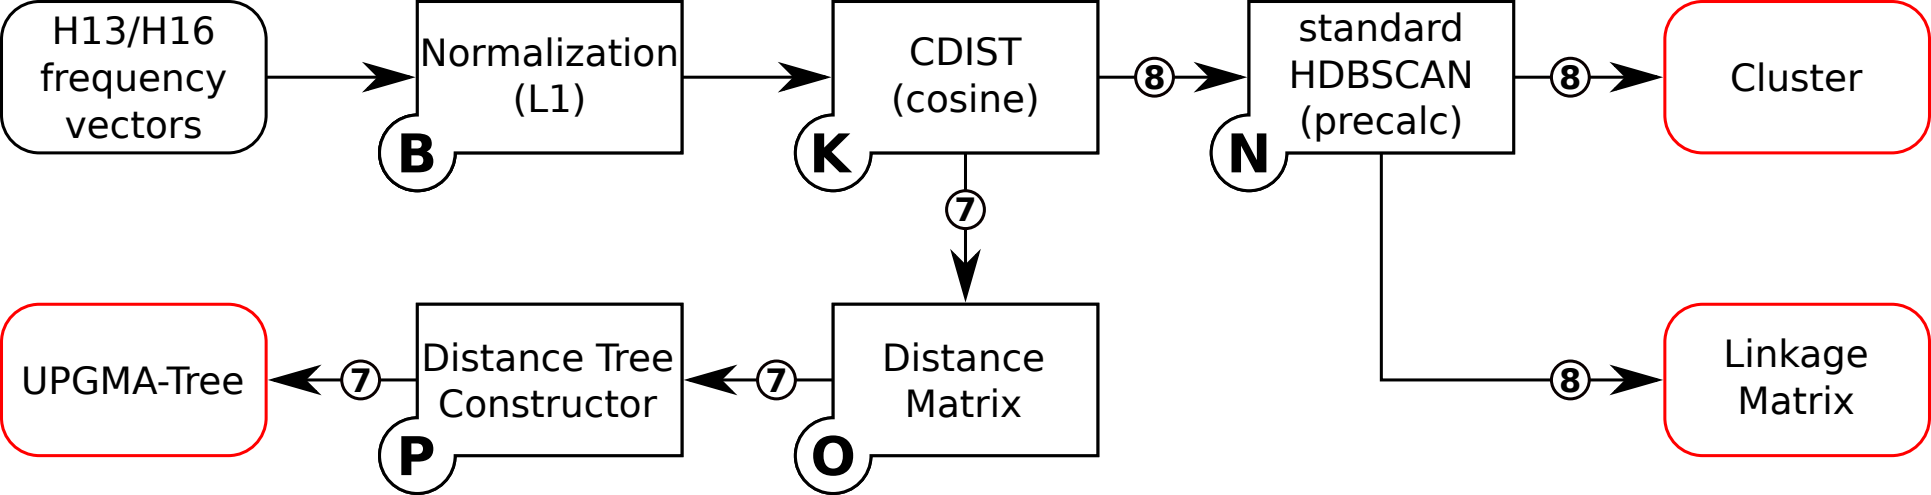 H13/H16
frequency
vectors
Normalization
(L1)
B
CDIST
(cosine)
K
8
standard
HDBSCAN
(precalc)
N
8
Cluster
7
UPGMA-Tree
7
Distance Tree
Constructor
P
7
Distance
Matrix
O
8
Linkage
Matrix